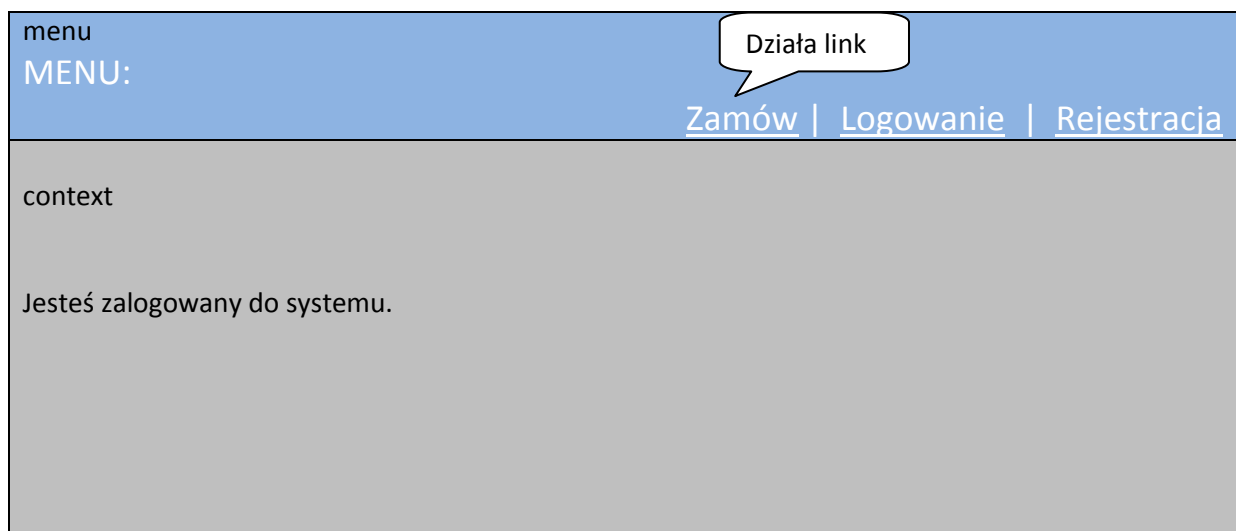 menu
Działa link
MENU:
Zamów | Logowanie | Rejestracja
context
Jesteś zalogowany do systemu.